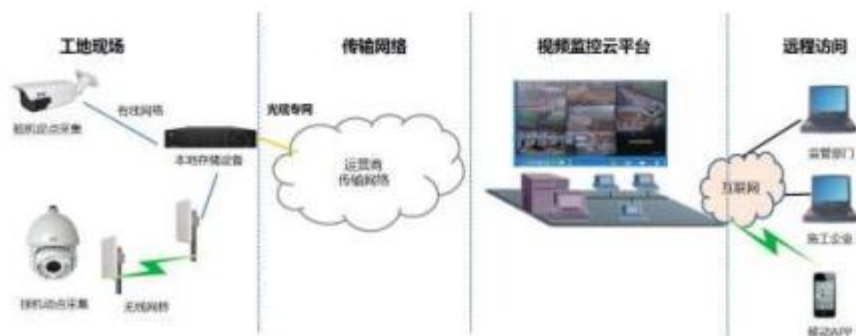 工地现场
传输网络
视频监控云平台
远程访问
有线网络
光缆专网
枪机定点采集
本地存储设备
运营商
传输网络
监管部门
互联网
施工企业
球机动点采集
无线网桥
移动APP